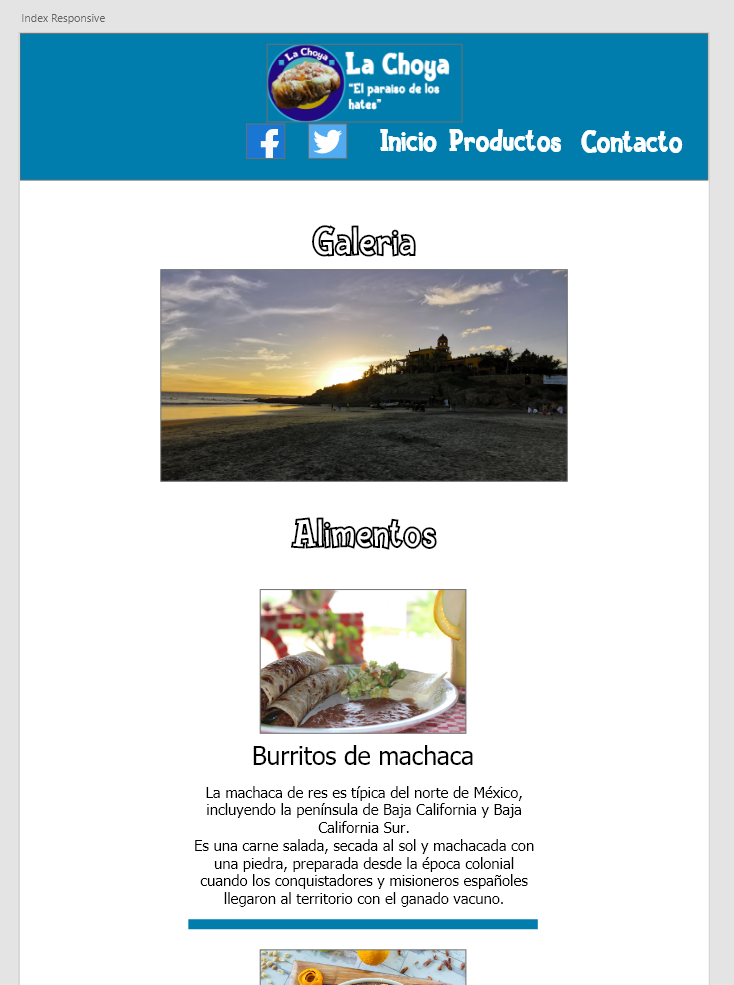 Index Responsive
La Choya
La Choya
"El paraiso de los
hates"
Inicio Productos Contacto
Galeria
Alimentos
Burritos de machaca
La machaca de res es típica del norte de México,
incluyendo la península de Baja California y Baja
California Sur.
Es una carne salada, secada al sol y machacada con
una piedra, preparada desde la época colonial
cuando los conquistadores y misioneros españoles
llegaron al territorio con el ganado vacuno.